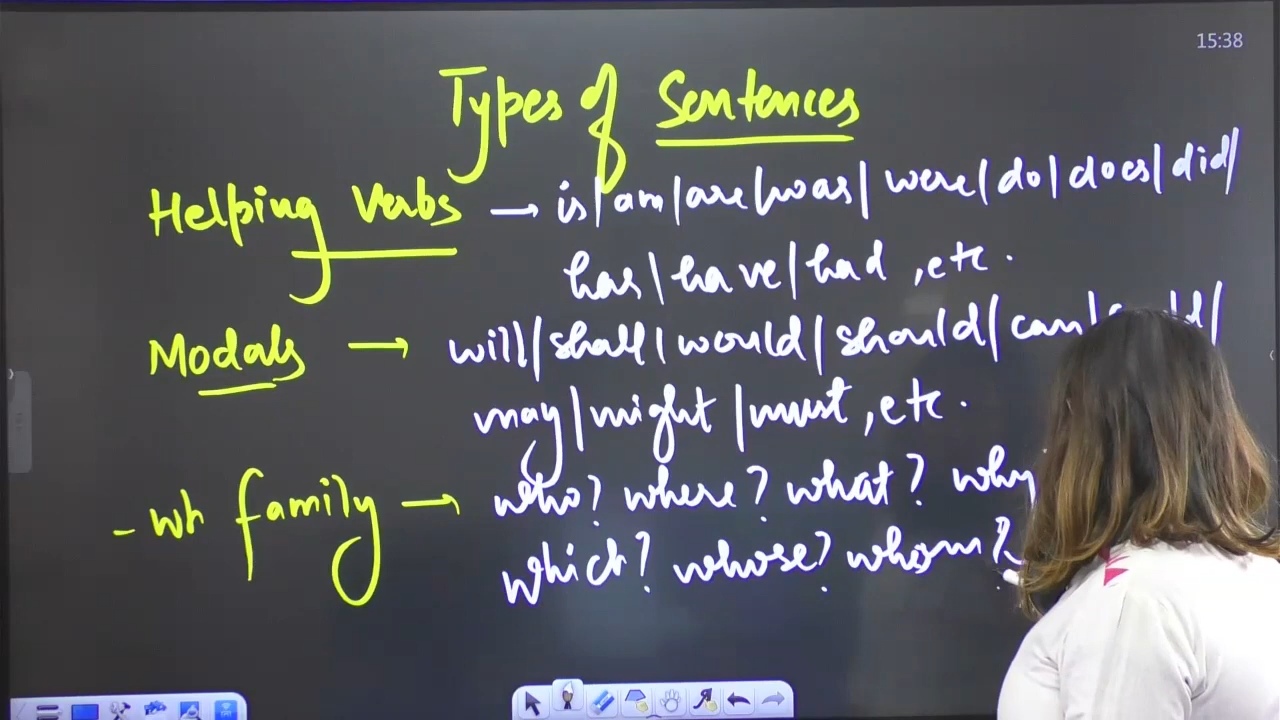 15:38
Types of Sentences
Helping Verbs → is/am/are/was/were/do/does/did/
has/have/had, etc.
Modals → will/shall/would/should/can/
may/might/must, etc.
- Wh family → who? where? what? why
which? whose? whom?